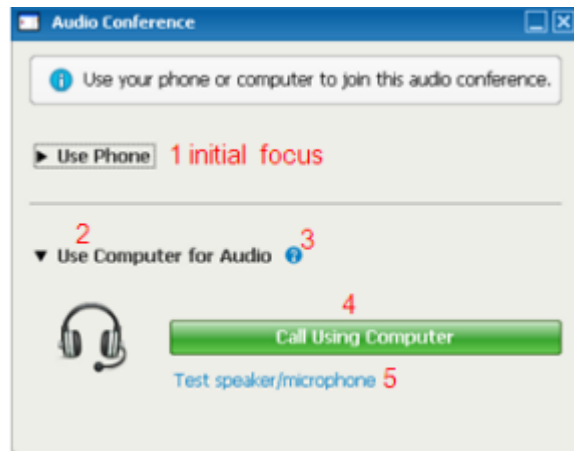 Audio Conference
Use your phone or computer to join this audio conference.
Use Phone 1 initial focus
2
Use Computer for Audio ? 3
4
Call Using Computer
Test speaker/microphone 5